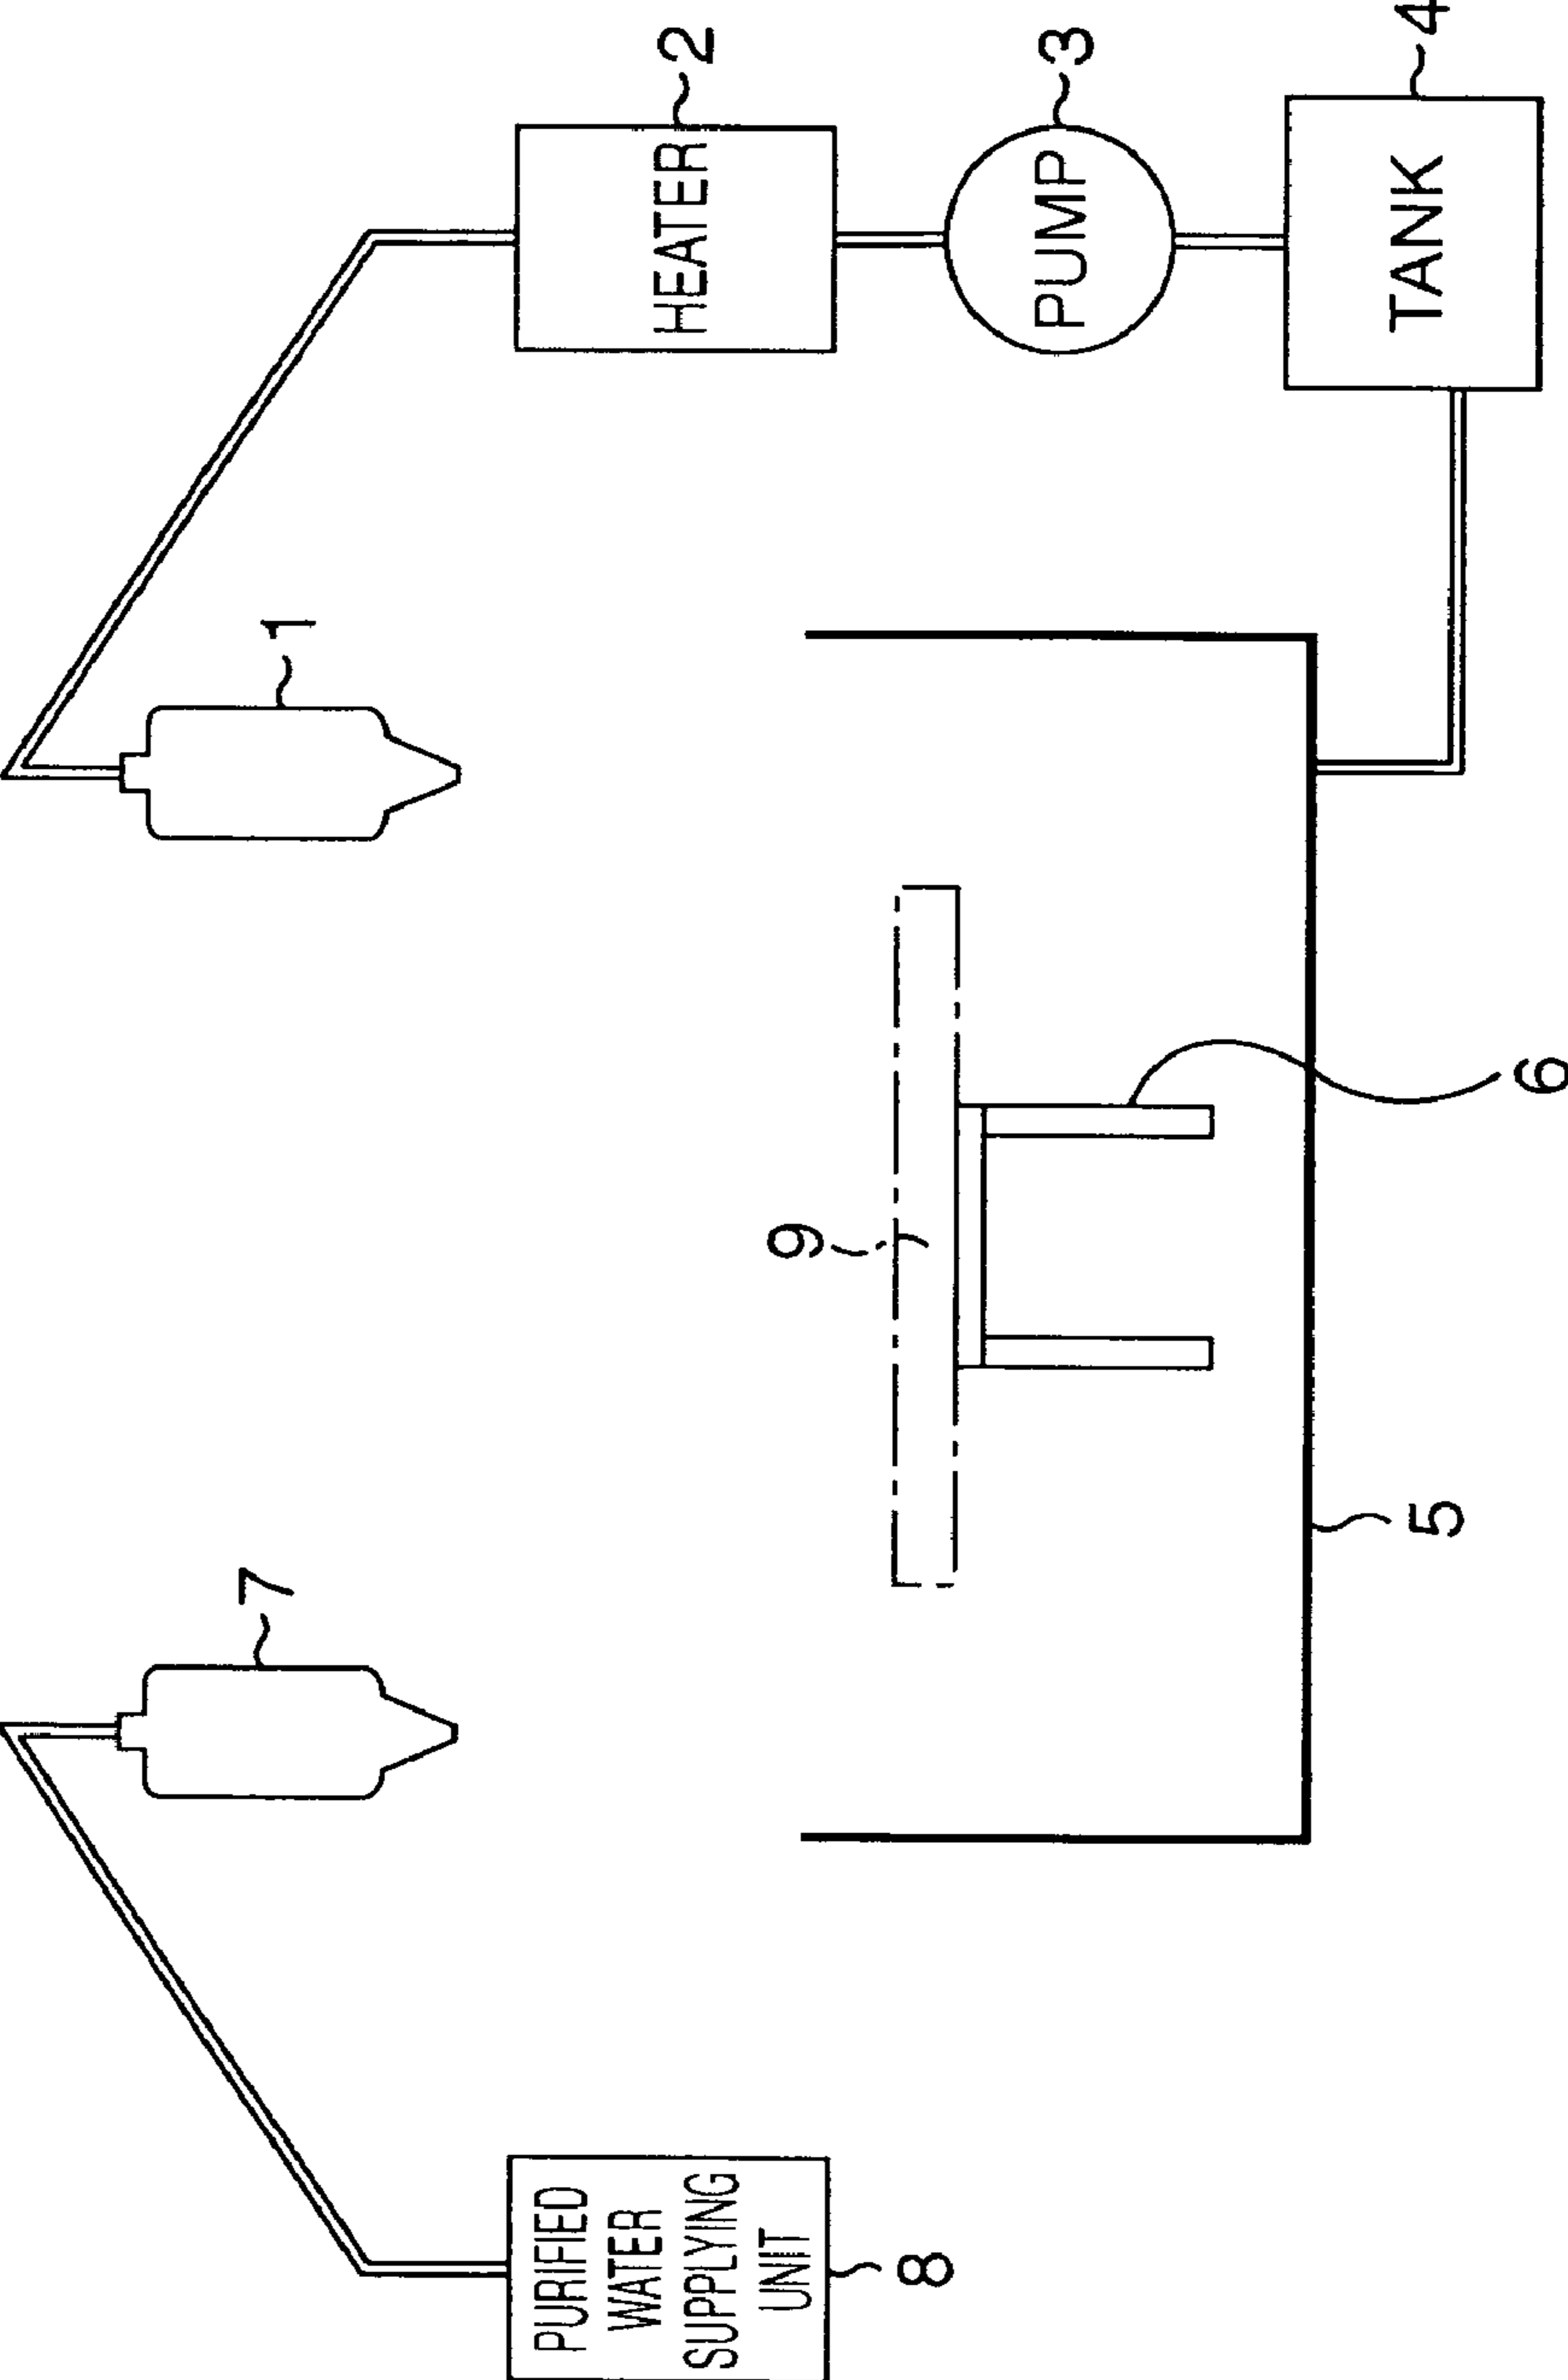 PURIFIED
WATER
SUPPLYING
UNIT
8
7
1
HEATER
2
PUMP
3
TANK
4
9
6
5